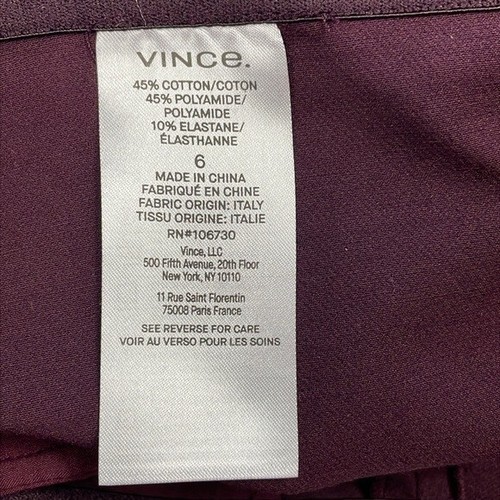 VINCE.
45% COTTON/COTON
45% POLYAMIDE/
POLYAMIDE
10% ELASTANE/
ÉLASTHANNE
6
MADE IN CHINA
FABRIQUÉ EN CHINE
FABRIC ORIGIN: ITALY
TISSU ORIGINE: ITALIE
RN#106730
Vince, LLC
500 Fifth Avenue, 20th Floor
New York, NY 10110
11 Rue Saint Florentin
75008 Paris France
SEE REVERSE FOR CARE
VOIR AU VERSO POUR LES SOINS